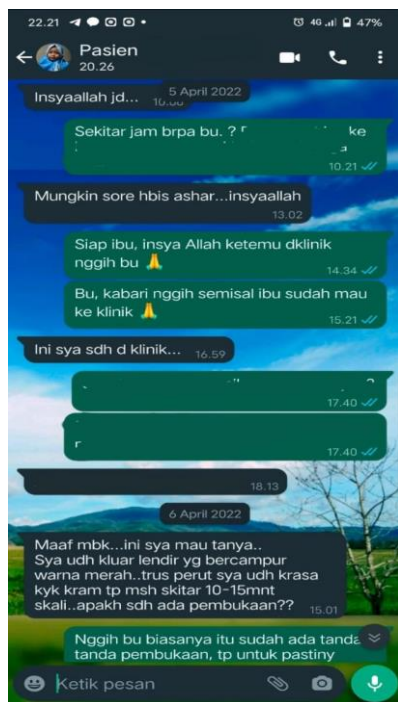 22.21
4G 47%
Pasien
20.26
5 April 2022
Insyaallah jd... 10.06
Sekitar jam brpa bu. ? ke
10.21
Mungkin sore hbis ashar...insyaallah
13.02
Siap ibu, insya Allah ketemu dklinik
nggih bu 🙏
14.34
Bu, kabari nggih semisal ibu sudah mau
ke klinik 🙏
15.21
Ini sya sdh d klinik... 16.59
17.40
17.40
18.13
6 April 2022
Maaf mbk...ini sya mau tanya..
Sya udh kluar lendir yg bercampur
warna merah..trus perut sya udh krasa
kyk kram tp msh skitar 10-15mnt
skali..apakh sdh ada pembukaan??
15.01
Nggih bu biasanya itu sudah ada tanda
tanda pembukaan, tp untuk pastiny
Ketik pesan